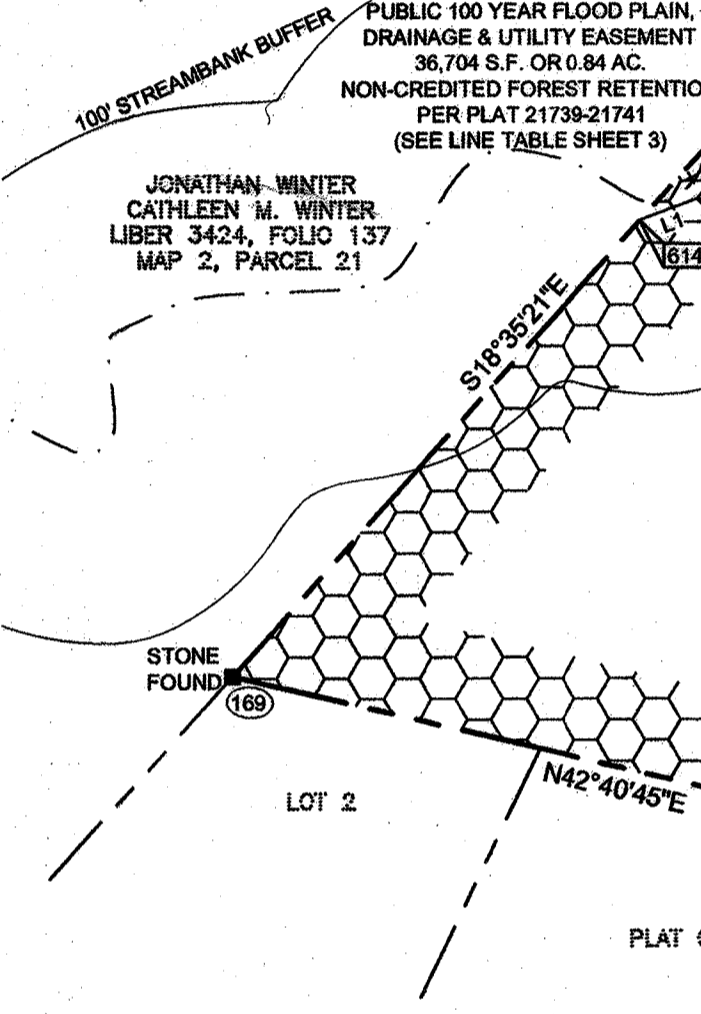 PUBLIC 100 YEAR FLOOD PLAIN,
DRAINAGE & UTILITY EASEMENT
36,704 S.F. OR 0.84 AC.
NON-CREDITED FOREST RETENTIO
PER PLAT 21739-21741
(SEE LINE TABLE SHEET 3)
100' STREAMBANK BUFFER
JONATHAN WINTER
CATHLEEN M. WINTER
LIBER 3424, FOLIO 137
MAP 2, PARCEL 21
L1
614
S18°35'21"E
STONE
FOUND
169
LOT 2
N42°40'45"E
PLAT